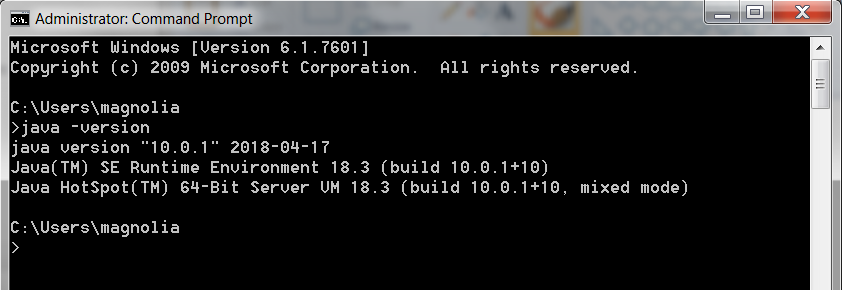 Administrator: Command Prompt
Microsoft Windows [Version 6.1.7601]
Copyright (c) 2009 Microsoft Corporation.  All rights reserved.
C:\Users\magnolia
>java -version
java version "10.0.1" 2018-04-17
Java(TM) SE Runtime Environment 18.3 (build 10.0.1+10)
Java HotSpot(TM) 64-Bit Server VM 18.3 (build 10.0.1+10, mixed mode)
C:\Users\magnolia
>